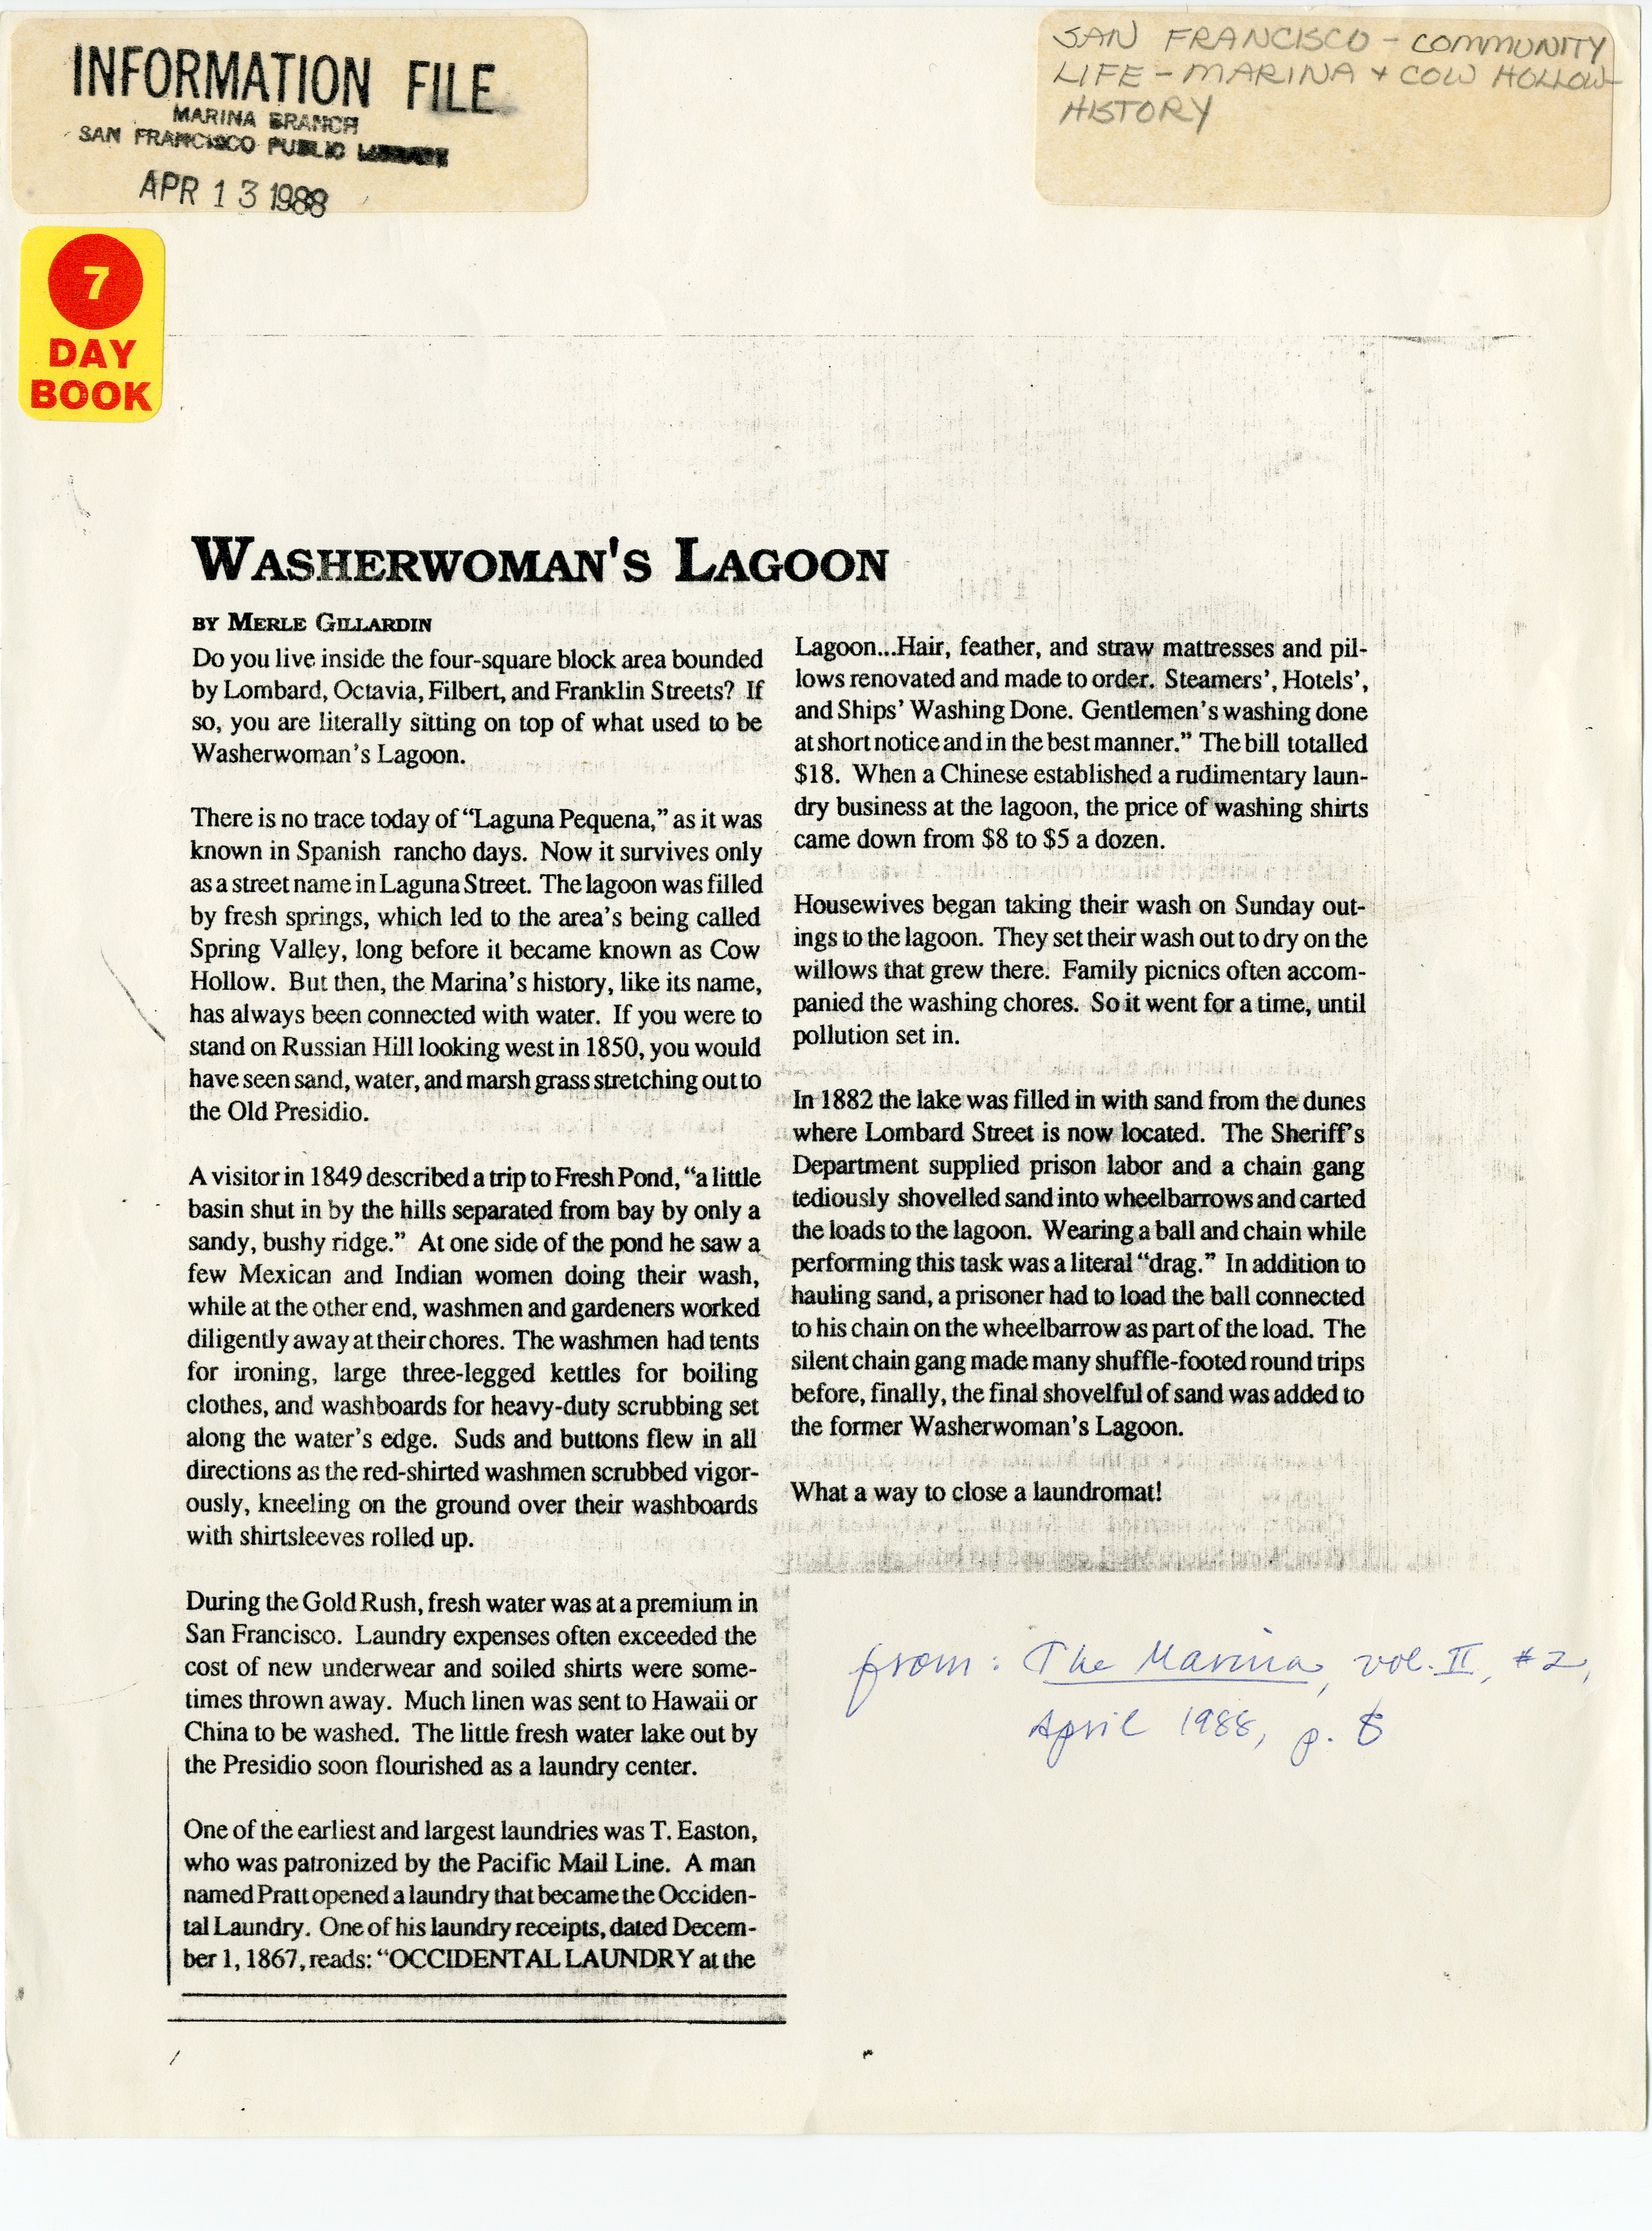 INFORMATION FILE
MARINA BRANCH
SAN FRANCISCO PUBLIC LIBRARY
APR 13 1988
SAN FRANCISCO - COMMUNITY
LIFE - MARINA + COW HOLLOW -
HISTORY
7
DAY
BOOK
WASHERWOMAN'S LAGOON
BY MERLE GILLARDIN
Do you live inside the four-square block area bounded
by Lombard, Octavia, Filbert, and Franklin Streets? If
so, you are literally sitting on top of what used to be
Washerwoman's Lagoon.
There is no trace today of “Laguna Pequena,” as it was
known in Spanish rancho days. Now it survives only
as a street name in Laguna Street. The lagoon was filled
by fresh springs, which led to the area's being called
Spring Valley, long before it became known as Cow
Hollow. But then, the Marina's history, like its name,
has always been connected with water. If you were to
stand on Russian Hill looking west in 1850, you would
have seen sand, water, and marsh grass stretching out to
the Old Presidio.
A visitor in 1849 described a trip to Fresh Pond, “a little
basin shut in by the hills separated from bay by only a
sandy, bushy ridge.” At one side of the pond he saw a
few Mexican and Indian women doing their wash,
while at the other end, washmen and gardeners worked
diligently away at their chores. The washmen had tents
for ironing, large three-legged kettles for boiling
clothes, and washboards for heavy-duty scrubbing set
along the water's edge. Suds and buttons flew in all
directions as the red-shirted washmen scrubbed vigor-
ously, kneeling on the ground over their washboards
with shirtsleeves rolled up.
During the Gold Rush, fresh water was at a premium in
San Francisco. Laundry expenses often exceeded the
cost of new underwear and soiled shirts were some-
times thrown away. Much linen was sent to Hawaii or
China to be washed. The little fresh water lake out by
the Presidio soon flourished as a laundry center.
One of the earliest and largest laundries was T. Easton,
who was patronized by the Pacific Mail Line. A man
named Pratt opened a laundry that became the Occiden-
tal Laundry. One of his laundry receipts, dated Decem-
ber 1, 1867, reads: “OCCIDENTAL LAUNDRY at the
Lagoon...Hair, feather, and straw mattresses and pil-
lows renovated and made to order. Steamers', Hotels',
and Ships' Washing Done. Gentlemen's washing done
at short notice and in the best manner.” The bill totalled
$18. When a Chinese established a rudimentary laun-
dry business at the lagoon, the price of washing shirts
came down from $8 to $5 a dozen.
Housewives began taking their wash on Sunday out-
ings to the lagoon. They set their wash out to dry on the
willows that grew there. Family picnics often accom-
panied the washing chores. So it went for a time, until
pollution set in.
In 1882 the lake was filled in with sand from the dunes
where Lombard Street is now located. The Sheriff's
Department supplied prison labor and a chain gang
tediously shovelled sand into wheelbarrows and carted
the loads to the lagoon. Wearing a ball and chain while
performing this task was a literal “drag.” In addition to
hauling sand, a prisoner had to load the ball connected
to his chain on the wheelbarrow as part of the load. The
silent chain gang made many shuffle-footed round trips
before, finally, the final shovelful of sand was added to
the former Washerwoman's Lagoon.
What a way to close a laundromat!
from: The Marina, vol. II, #2,
April 1988, p. 8